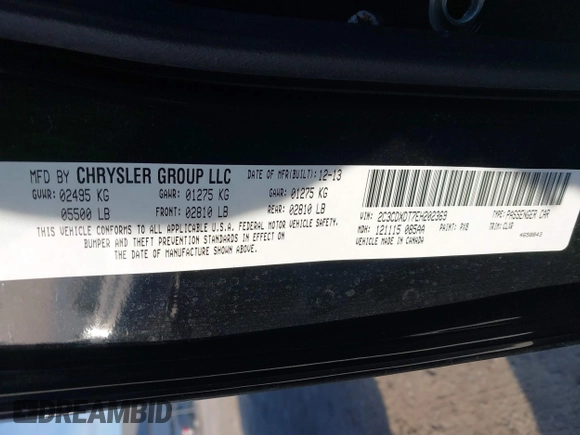 MFD BY CHRYSLER GROUP LLC
DATE OF MFR(BUILT): 12-13
GVWR: 02495 KG
GAWR: 01275 KG
GAWR: 01275 KG
05500 LB
FRONT: 02810 LB
REAR: 02810 LB
THIS VEHICLE CONFORMS TO ALL APPLICABLE U.S.A. FEDERAL MOTOR VEHICLE SAFETY,
BUMPER AND THEFT PREVENTION STANDARDS IN EFFECT ON
THE DATE OF MANUFACTURE SHOWN ABOVE.
VIN: 2C3CDXDT7EH202369
TYPE: PASSENGER CAR
MDH: 121115 0850A
PAINT: PX8
TRIM: CLX9
VEHICLE MADE IN CANADA
DREAMBID